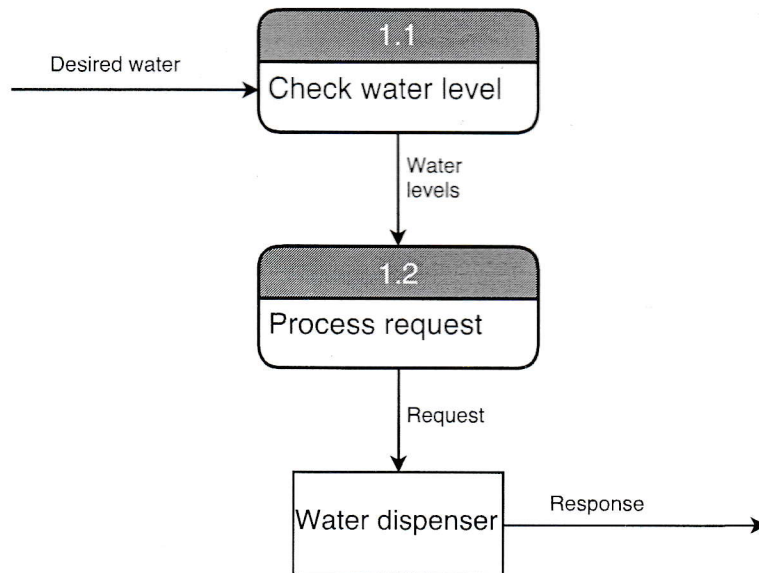 1.1
Desired water
Check water level
Water
levels
1.2
Process request
Request
Water dispenser
Response